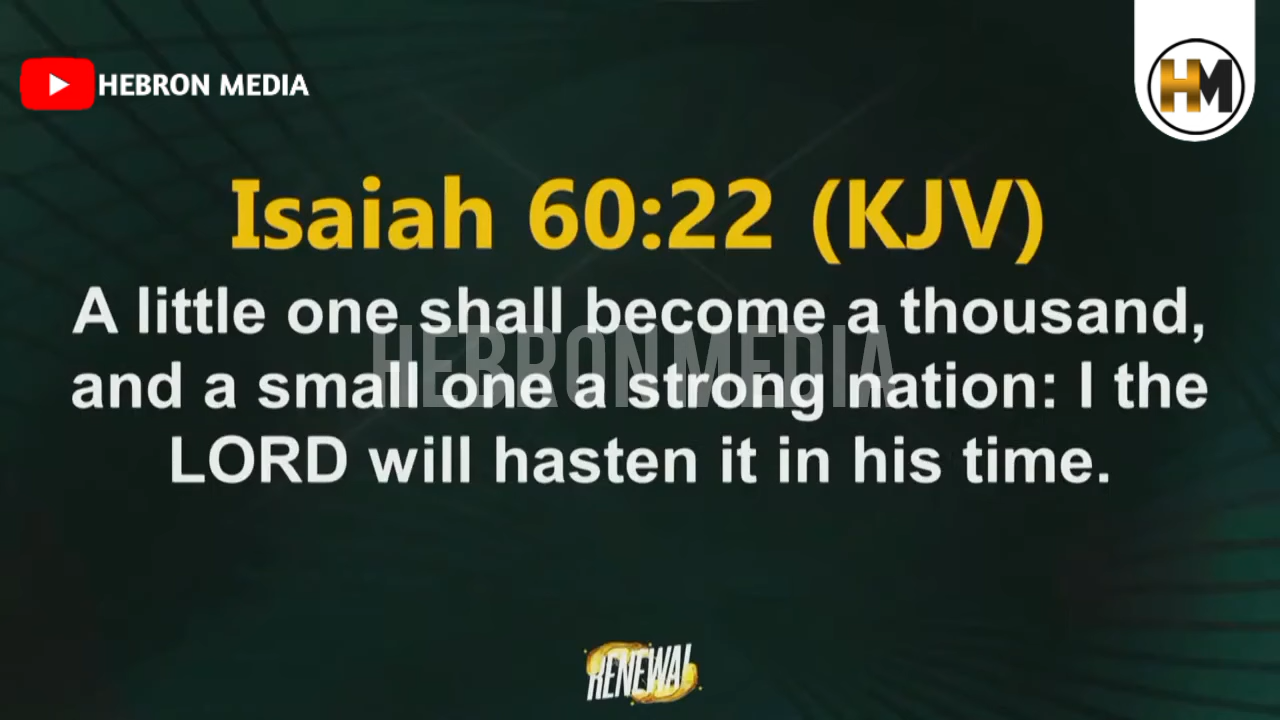 HEBRON MEDIA
HM
Isaiah 60:22 (KJV)
A little one shall become a thousand,
and a small one a strong nation: I the
LORD will hasten it in his time.
HEBRON MEDIA
RENEWAL